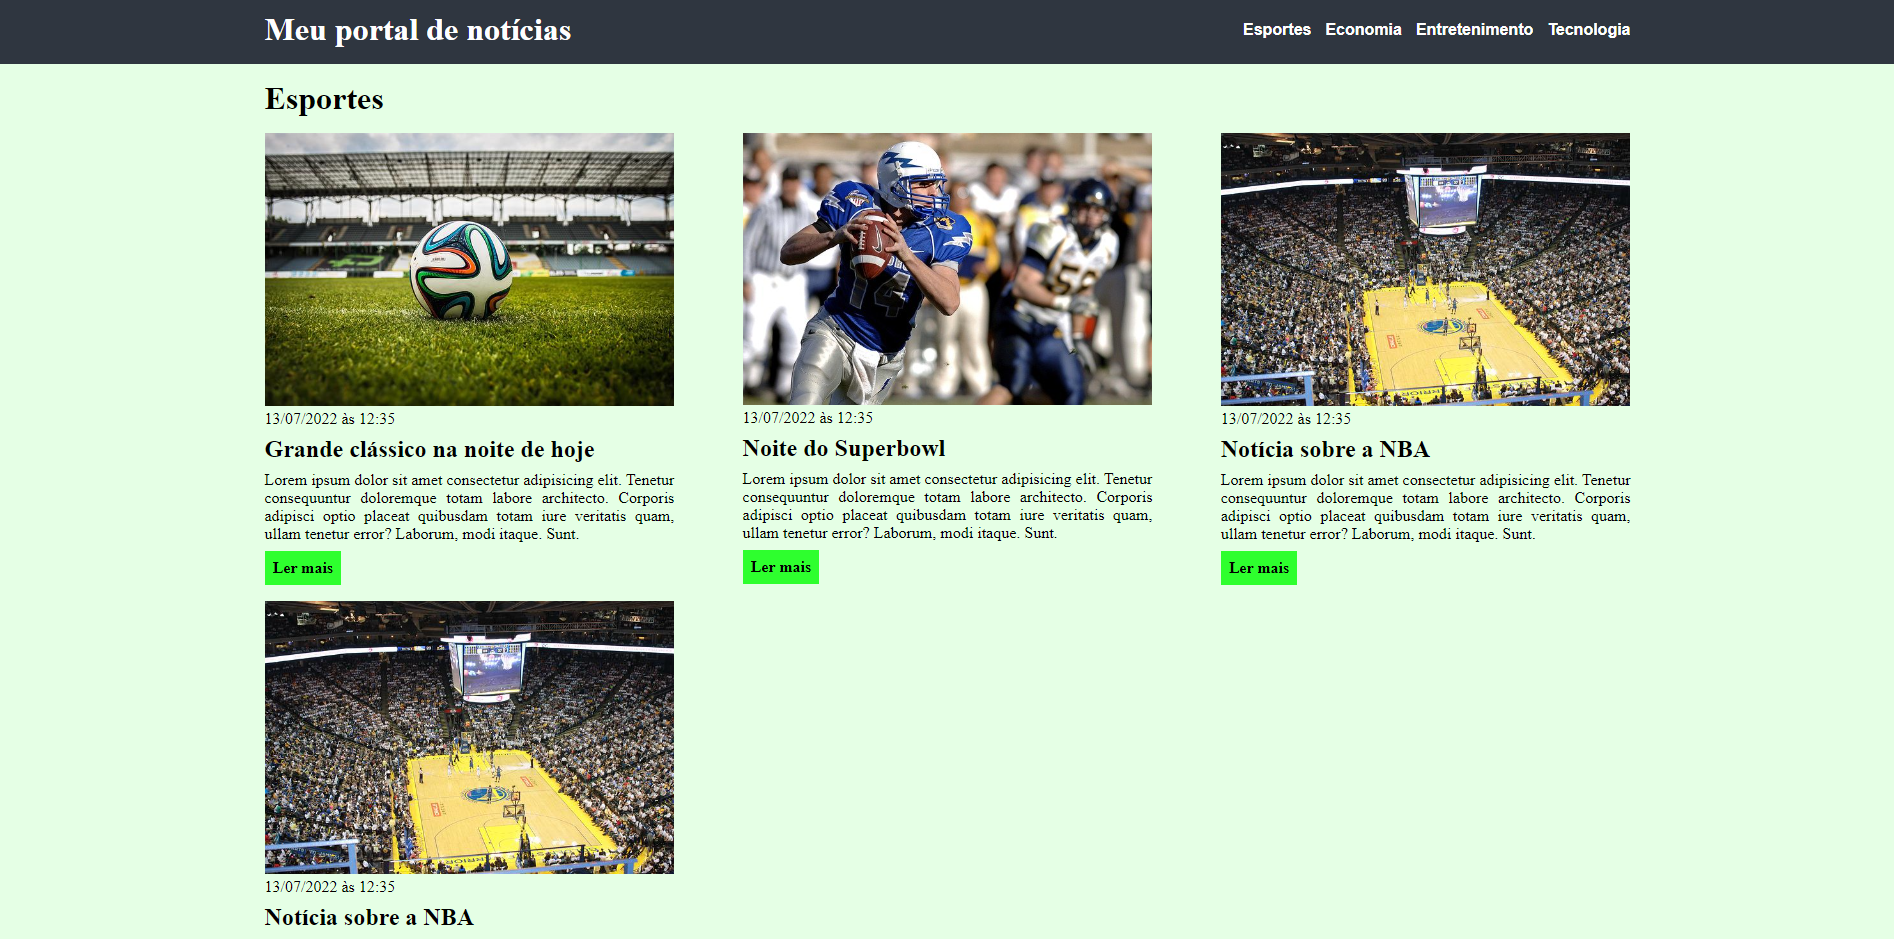 Meu portal de notícias
Esportes Economia Entretenimento Tecnologia
Esportes
13/07/2022 às 12:35
Grande clássico na noite de hoje
Lorem ipsum dolor sit amet consectetur adipisicing elit. Tenetur
consequuntur doloremque totam labore architecto. Corporis
adipisci optio placeat quibusdam totam iure veritatis quam,
ullam tenetur error? Laborum, modi itaque. Sunt.
Ler mais
14
13/07/2022 às 12:35
Noite do Superbowl
Lorem ipsum dolor sit amet consectetur adipisicing elit. Tenetur
consequuntur doloremque totam labore architecto. Corporis
adipisci optio placeat quibusdam totam iure veritatis quam,
ullam tenetur error? Laborum, modi itaque. Sunt.
Ler mais
13/07/2022 às 12:35
Notícia sobre a NBA
Lorem ipsum dolor sit amet consectetur adipisicing elit. Tenetur
consequuntur doloremque totam labore architecto. Corporis
adipisci optio placeat quibusdam totam iure veritatis quam,
ullam tenetur error? Laborum, modi itaque. Sunt.
Ler mais
13/07/2022 às 12:35
Notícia sobre a NBA